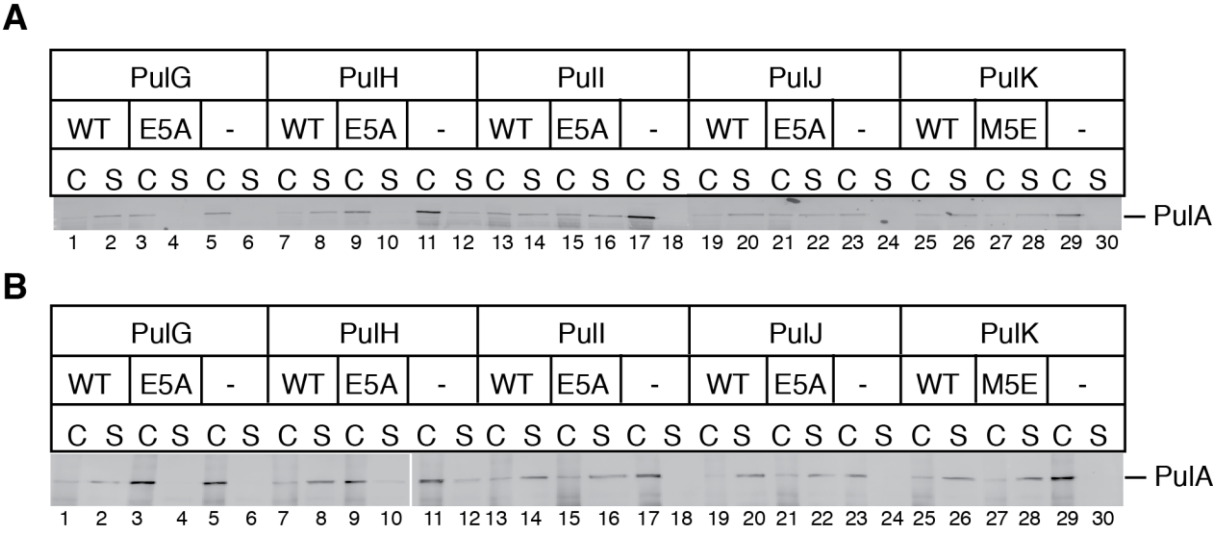 A
PulG PulH PulI PulJ PulK
WT E5A - WT E5A - WT E5A - WT E5A - WT M5E -
C S C S C S C S C S C S C S C S C S C S C S C S C S C S C S
PulA
1 2 3 4 5 6 7 8 9 10 11 12 13 14 15 16 17 18 19 20 21 22 23 24 25 26 27 28 29 30
B
PulG PulH PulI PulJ PulK
WT E5A - WT E5A - WT E5A - WT E5A - WT M5E -
C S C S C S C S C S C S C S C S C S C S C S C S C S C S C S
PulA
1 2 3 4 5 6 7 8 9 10 11 12 13 14 15 16 17 18 19 20 21 22 23 24 25 26 27 28 29 30